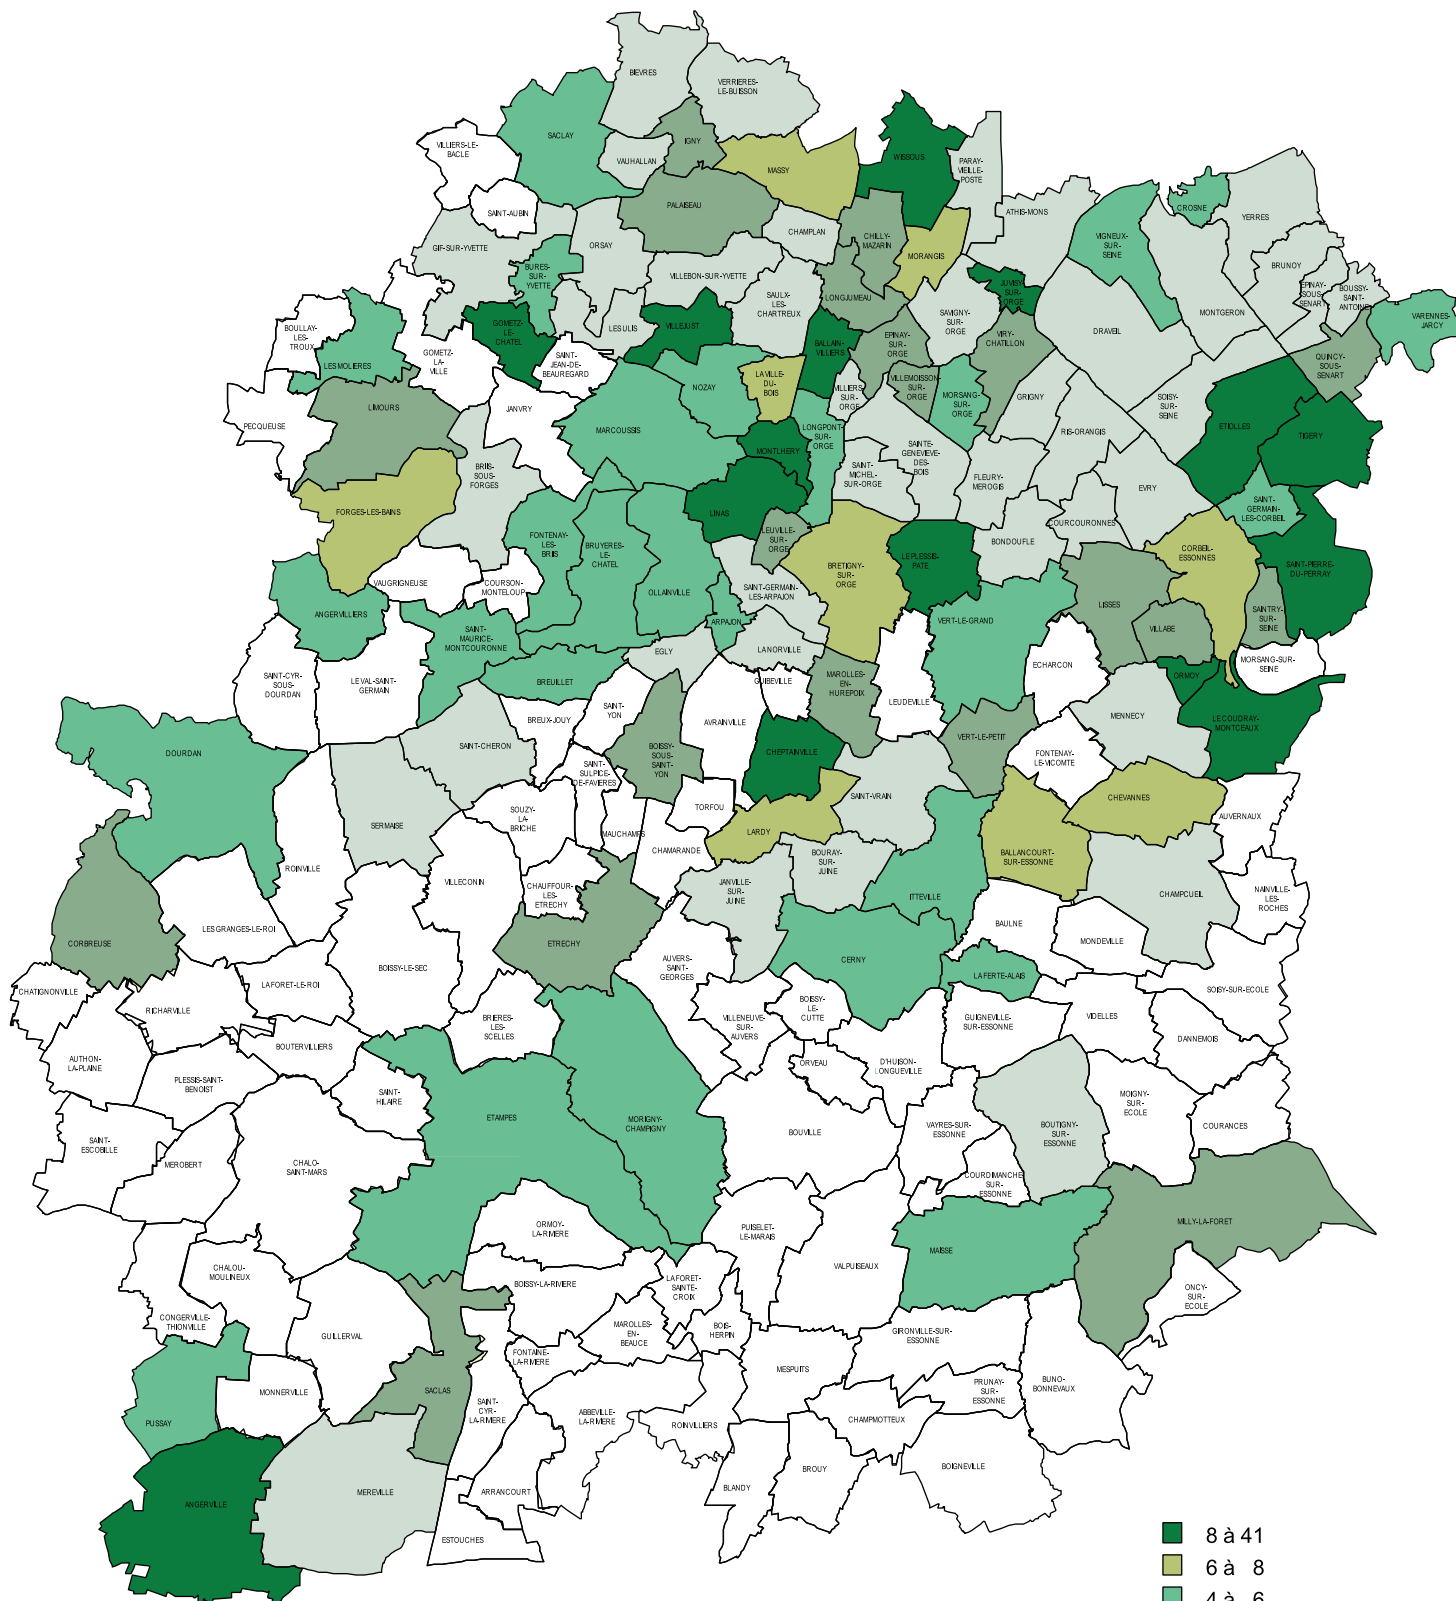 BIEVRES
VERRIERES-
LE-BUISSON
SACLAY
IGNY
VILLIERS-LE-
BACLE
VAUHALLAN
MASSY
WISSOUS
PARAY-
VIEILLE-
POSTE
SAINT-AUBIN
PALAISEAU
ATHIS-MONS
CROSNE
YERRES
GIF-SUR-YVETTE
ORSAY
CHAMPLAN
CHILLY-
MAZARIN
MORANGIS
VIGNEUX-
SUR-
SEINE
BRUNOY
BURES-
SUR-
YVETTE
VILLEBON-SUR-YVETTE
JUVISY-
SUR-
ORGE
EPINAY-
SOUS-
SENART
BOUSSY-
SAINT-
ANTOINE
SAULX-
LES-
CHARTREUX
LONGJUMEAU
SAVIGNY-
SUR-
ORGE
MONTGERON
VARENNES-
JARCY
BOULLAY-
LES-
TROUX
GOMETZ-
LE-
CHATEL
LES ULIS
VILLEJUST
BALLAIN-
VILLIERS
EPINAY-
SUR-
ORGE
VIRY-
CHATILLON
DRAVEIL
QUINCY-
SOUS-
SENART
LES MOLIERES
GOMETZ-
LA-
VILLE
SAINT-
JEAN-DE-
BEAUREGARD
NOZAY
LA VILLE-
DU-
BOIS
VILLIERS-
SUR-
ORGE
VILLEMOISSON-
SUR-
ORGE
MORSANG-
SUR-
ORGE
GRIGNY
SOISY-
SUR-
SEINE
LIMOURS
JANVRY
PECQUEUSE
MARCOUSSIS
LONGPONT-
SUR-
ORGE
RIS-ORANGIS
ETIOLLES
TIGERY
MONTLHERY
SAINTE-
GENEVIEVE-
DES-
BOIS
BRIIS-
SOUS-
FORGES
SAINT-
MICHEL-
SUR-ORGE
FLEURY-
MEROGIS
EVRY
FORGES-LES-BAINS
LINAS
SAINT-
GERMAIN-
LES-CORBEIL
COURCOURONNES
FONTENAY-
LES-
BRIIS
BRUYERES-
LE-
CHATEL
LEUVILLE-
SUR-
ORGE
BONDOUFLE
CORBEIL-
ESSONNES
LE PLESSIS-
PATE
SAINT-PIERRE-
DU-PERRAY
BRETIGNY-
SUR-
ORGE
VAUGRIGNEUSE
COURSON-
MONTELOUP
OLLAINVILLE
SAINT-GERMAIN-
LES-ARPAJON
LISSES
ANGERVILLIERS
SAINTRY-
SUR-
SEINE
ARPAJON
VERT-LE-GRAND
VILLABE
SAINT-
MAURICE-
MONTCOURONNE
EGLY
LANORVILLE
ECHARCON
MORSANG-SUR-
SEINE
SAINT-CYR-
SOUS-
DOURDAN
LE VAL-SAINT-
GERMAIN
BREUILLET
GUIBEVILLE
MAROLLES-
EN-
HUREPOIX
ORMOY
LEUDEVILLE
SAINT-
YON
BREUX-JOUY
AVRAINVILLE
MENNECY
LE COUDRAY-
MONTCEAUX
DOURDAN
SAINT-CHERON
BOISSY-
SOUS-
SAINT-
YON
CHEPTAINVILLE
VERT-LE-PETIT
FONTENAY-
LE-VICOMTE
SAINT-
SULPICE-
DE-FAVIERES
SAINT-VRAIN
CHEVANNES
SOUZY-
LA-
BRICHE
TORFOU
AUVERNAUX
SERMAISE
MAUCHAMPS
LARDY
CHAMARANDE
BOURAY-
SUR-
JUINE
BALLANCOURT-
SUR-ESSONNE
ROINVILLE
VILLECONIN
CHAUFFOUR-
LES-
ETRECHY
JANVILLE-
SUR-
JUINE
ITTEVILLE
CHAMPCUEIL
NAINVILLE-
LES-
ROCHES
LES GRANGES-LE-ROI
BAULNE
CORBREUSE
ETRECHY
MONDEVILLE
BOISSY-LE-SEC
AUVERS-
SAINT-
GEORGES
CERNY
LA FERTE-ALAIS
CHATIGNONVILLE
LA FORET-LE-ROI
SOISY-SUR-ECOLE
BOISSY-
LE-
CUTTE
RICHARVILLE
BRIERES-
LES-
SCELLES
VILLENEUVE-
SUR-
AUVERS
GUIGNEVILLE-
SUR-ESSONNE
VIDELLES
DANNEMOIS
BOUTERVILLIERS
AUTHON-
LA-PLAINE
ORVEAU
D'HUISON-
LONGUEVILLE
PLESSIS-SAINT-
BENOIST
SAINT-
HILAIRE
MOIGNY-
SUR-
ECOLE
ETAMPES
MORIGNY-
CHAMPIGNY
BOUVILLE
VAYRES-SUR-
ESSONNE
BOUTIGNY-
SUR-
ESSONNE
COURANCES
SAINT-
ESCOBILLE
MEROBERT
CHALO-
SAINT-MARS
COURDIMANCHE
SUR-
ESSONNE
ORMOY-
LA-RIVIERE
PUISELET-
LE-MARAIS
MILLY-LA-FORET
MAISSE
CHALOU-
MOULINEUX
VALPUISEAUX
BOISSY-LA-RIVIERE
LA FORET-
SAINTE-
CROIX
ONCY-
SUR-
ECOLE
CONGERVILLE-
THIONVILLE
GUILLERVAL
MAROLLES-
EN-
BEAUCE
BOIS-
HERPIN
GIRONVILLE-SUR-
ESSONNE
FONTAINE-
LA-RIVIERE
MESPUITS
MONNERVILLE
SACLAS
PRUNAY-
SUR-
ESSONNE
BUNO-
BONNEVAUX
SAINT-
CYR-
LA-RIVIERE
PUSSAY
ABBEVILLE-
LA-RIVIERE
ROINVILLIERS
CHAMPMOTTEUX
BOIGNEVILLE
BROUY
MEREVILLE
ARRANCOURT
BLANDY
ANGERVILLE
ESTOUCHES
8 à 41
6 à 8
4 à 6